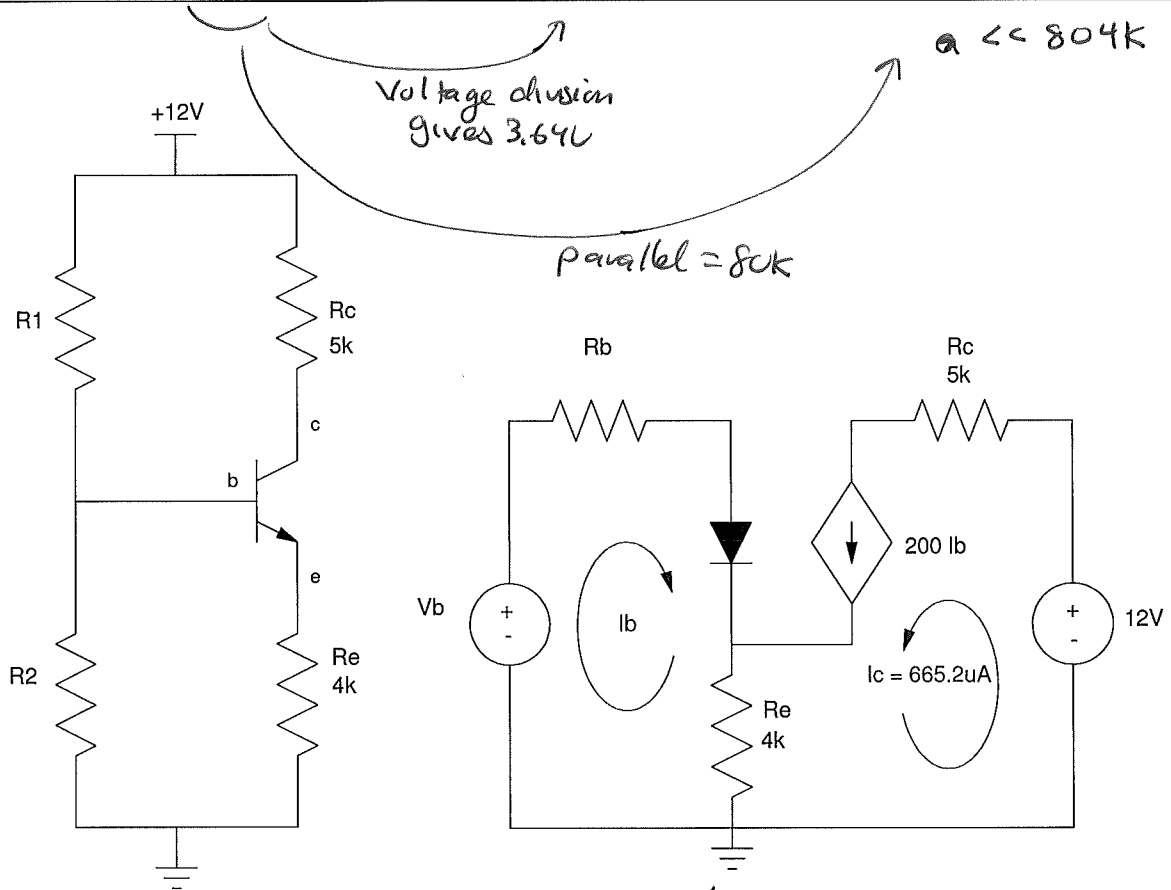 a << 804K
Voltage division
gives 3.64V
parallel = 80K
+12V
R1
Rc
5k
c
b
e
R2
Re
4k
Rb
Rc
5k
200 Ib
Vb
+
-
Ib
+
-
12V
Ic = 665.2uA
Re
4k